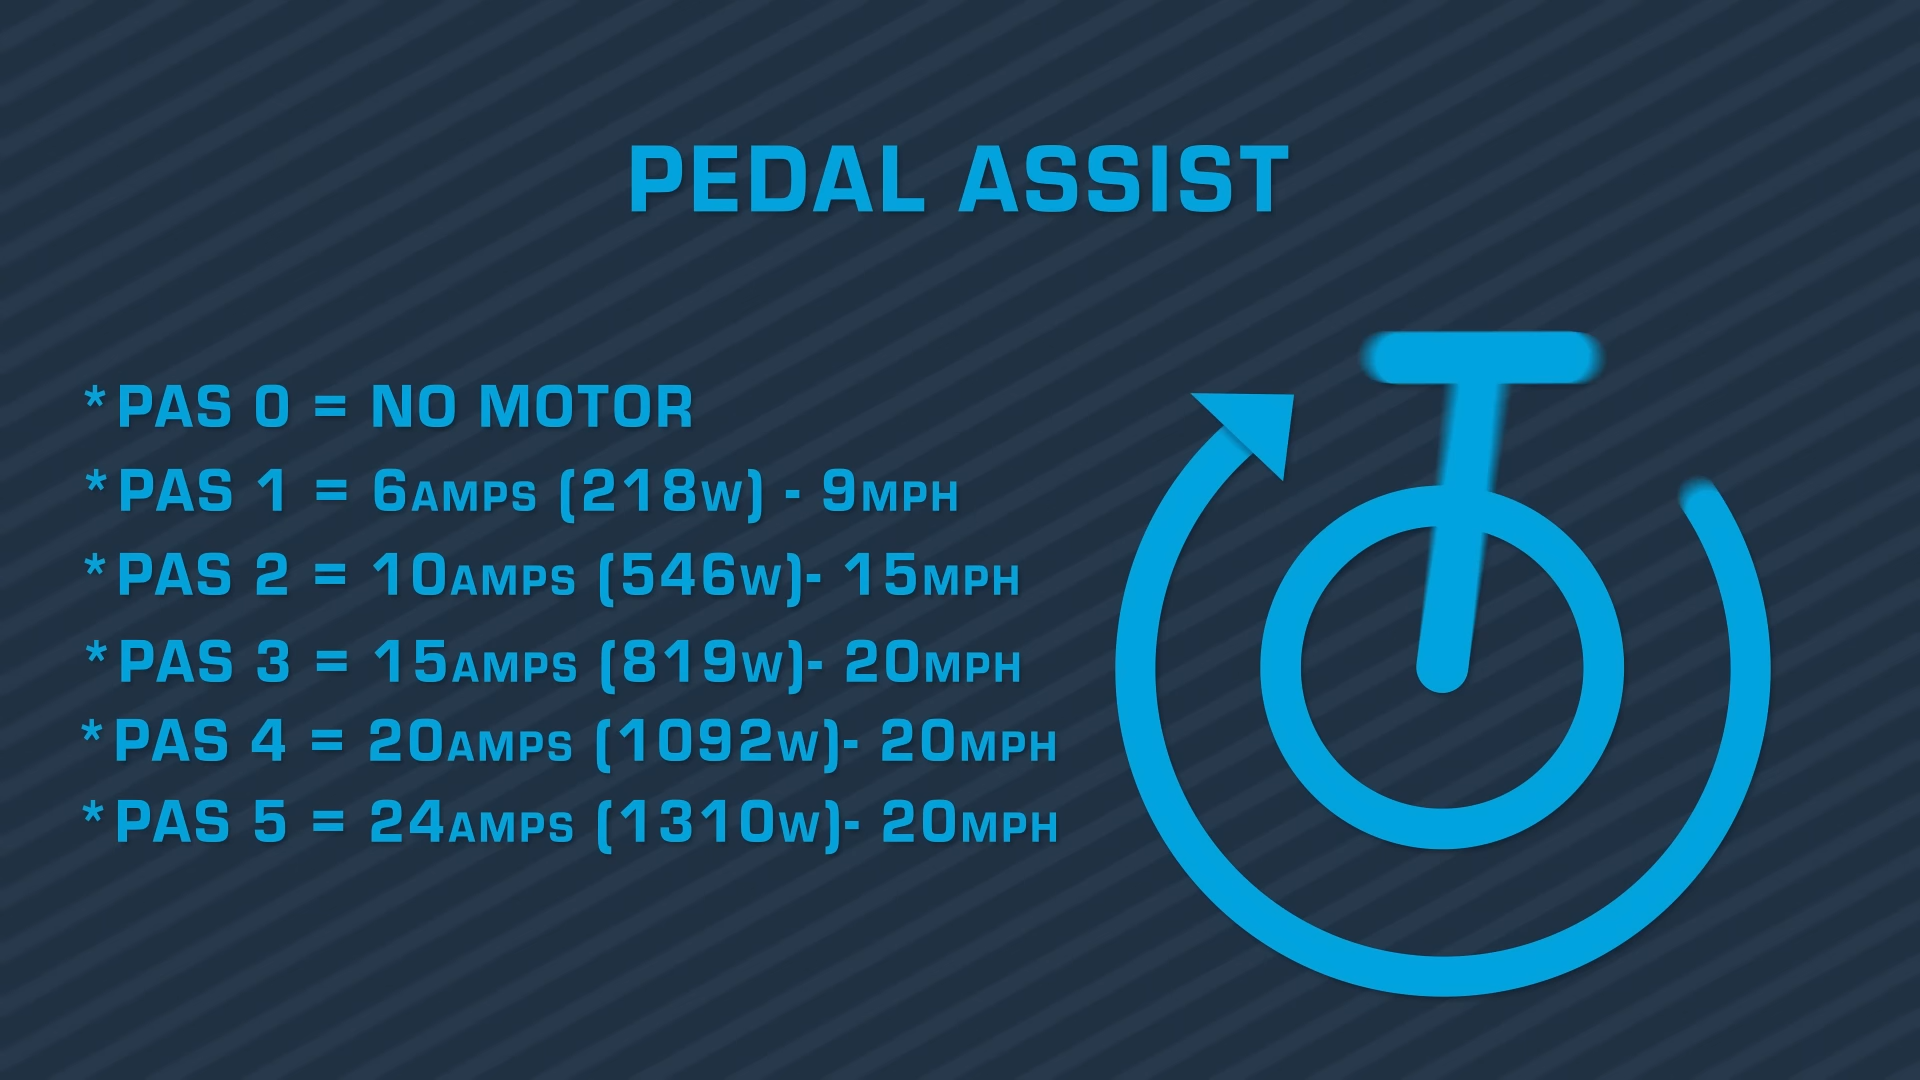 PEDAL ASSIST
*PAS 0 = NO MOTOR
*PAS 1 = 6AMPS (218W) - 9MPH
*PAS 2 = 10AMPS (546W)- 15MPH
*PAS 3 = 15AMPS (819W)- 20MPH
*PAS 4 = 20AMPS (1092W)- 20MPH
*PAS 5 = 24AMPS (1310W)- 20MPH